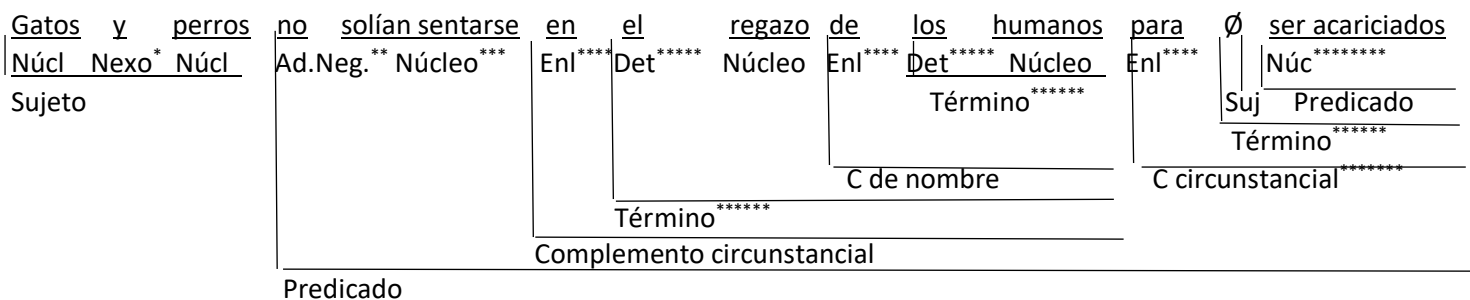 Gatos y perros no solían sentarse en el regazo de los humanos para Ø ser acariciados
Núcl Nexo* Núcl Ad.Neg.** Núcleo*** Enl**** Det***** Núcleo Enl**** Det***** Núcleo Enl**** Núc********
Sujeto Término****** Suj Predicado
Término******
C de nombre C circunstancial*******
Término******
Complemento circunstancial
Predicado